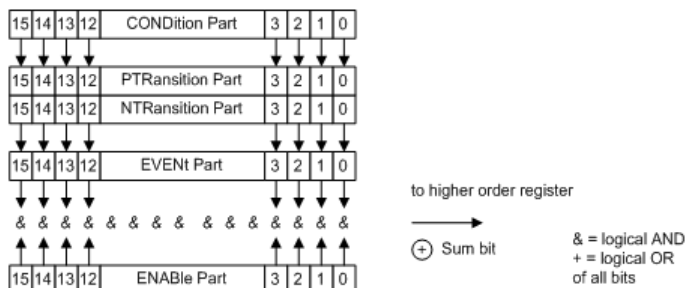 15 14 13 12 CONDition Part 3 2 1 0
15 14 13 12 PTRansition Part 3 2 1 0
15 14 13 12 NTRansition Part 3 2 1 0
15 14 13 12 EVENt Part 3 2 1 0
to higher order register
& & & & & & & & & & & & & & & &
+ Sum bit
& = logical AND
+ = logical OR
of all bits
15 14 13 12 ENABle Part 3 2 1 0